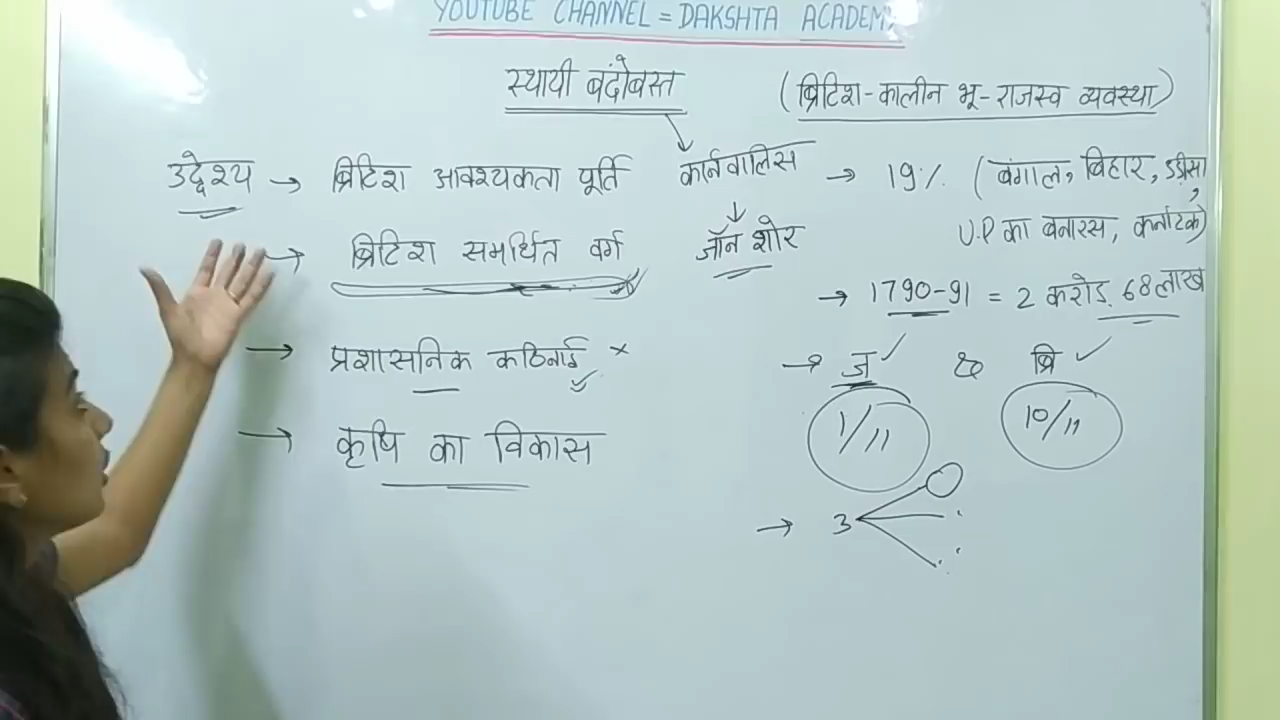 YOUTUBE CHANNEL = DAKSHTA ACADEMY
स्थायी बंदोबस्त (ब्रिटिश-कालीन भू-राजस्व व्यवस्था)
उद्देश्य → ब्रिटिश आवश्यकता पूर्ति
→ ब्रिटिश समर्थित वर्ग
→ प्रशासनिक कठिनाई ×
→ कृषि का विकास
कार्नवालिस → 19% (बंगाल, बिहार, उड़ीसा,
U.P का बनारस, कर्नाटक)
जॉन शोर
→ 1790-91 = 2 करोड़. 68 लाख
→ ज ✓ & ब्रि ✓
1/11 10/11
→ 3